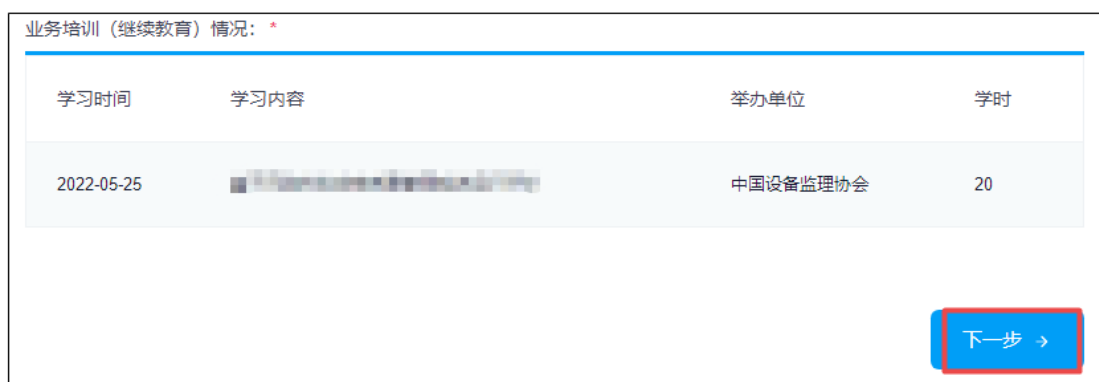 业务培训（继续教育）情况：*
学习时间 学习内容 举办单位 学时
2022-05-25 中国设备监理协会 20
下一步 →